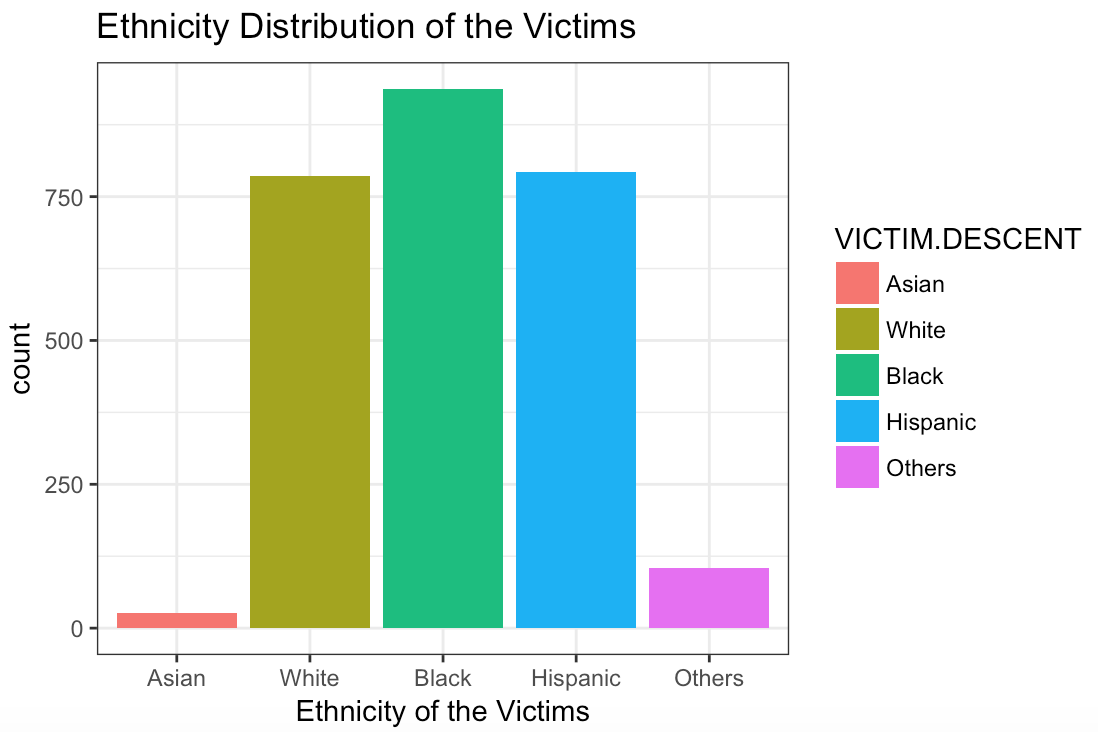 Ethnicity Distribution of the Victims
count
750
500
250
0
Asian
White
Black
Hispanic
Others
Ethnicity of the Victims
VICTIM.DESCENT
Asian
White
Black
Hispanic
Others